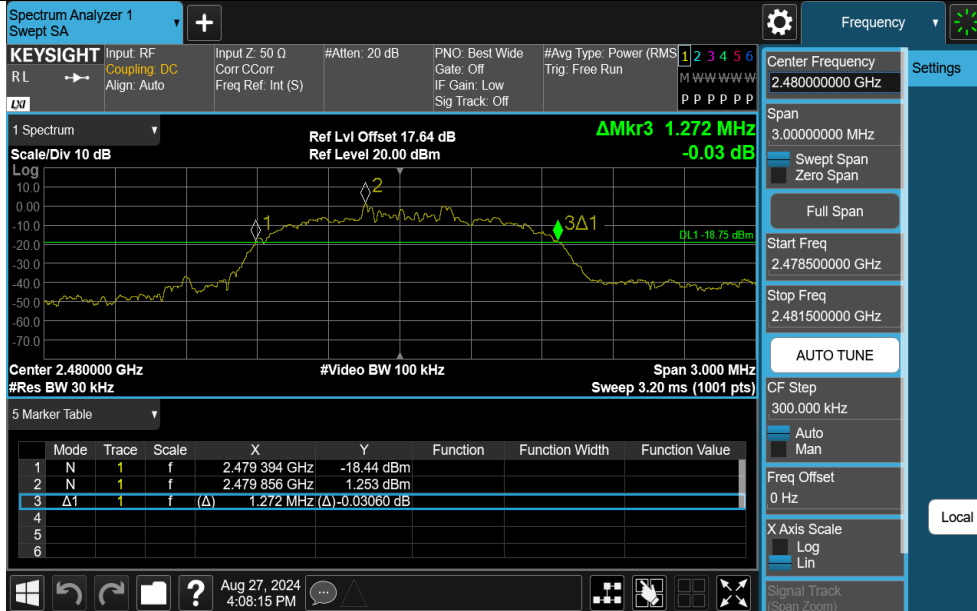 Spectrum Analyzer 1
Swept SA
+
Frequency
KEYSIGHT
R L
LXI
Input: RF
Coupling: DC
Align: Auto
Input Z: 50 Ω
Corr CCorr
Freq Ref: Int (S)
#Atten: 20 dB
PNO: Best Wide
Gate: Off
IF Gain: Low
Sig Track: Off
#Avg Type: Power (RMS
Trig: Free Run
1 2 3 4 5 6
M W W W W W
P P P P P P
1 Spectrum
Scale/Div 10 dB
Log
Ref Lvl Offset 17.64 dB
Ref Level 20.00 dBm
ΔMkr3 1.272 MHz
-0.03 dB
10.0
0.00
-10.0
-20.0
-30.0
-40.0
-50.0
-60.0
-70.0
1
2
3Δ1
DL1 -18.75 dBm
Center 2.480000 GHz
#Res BW 30 kHz
#Video BW 100 kHz
Span 3.000 MHz
Sweep 3.20 ms (1001 pts)
5 Marker Table
Mode Trace Scale X Y Function Function Width Function Value
1 N 1 f 2.479 394 GHz -18.44 dBm
2 N 1 f 2.479 856 GHz 1.253 dBm
3 Δ1 1 f (Δ) 1.272 MHz (Δ) -0.03060 dB
4
5
6
?
Aug 27, 2024
4:08:15 PM
Center Frequency
2.480000000 GHz
Span
3.00000000 MHz
Swept Span
Zero Span
Full Span
Start Freq
2.478500000 GHz
Stop Freq
2.481500000 GHz
AUTO TUNE
CF Step
300.000 kHz
Auto
Man
Freq Offset
0 Hz
X Axis Scale
Log
Lin
Signal Track
(Span Zoom)
Settings
Local